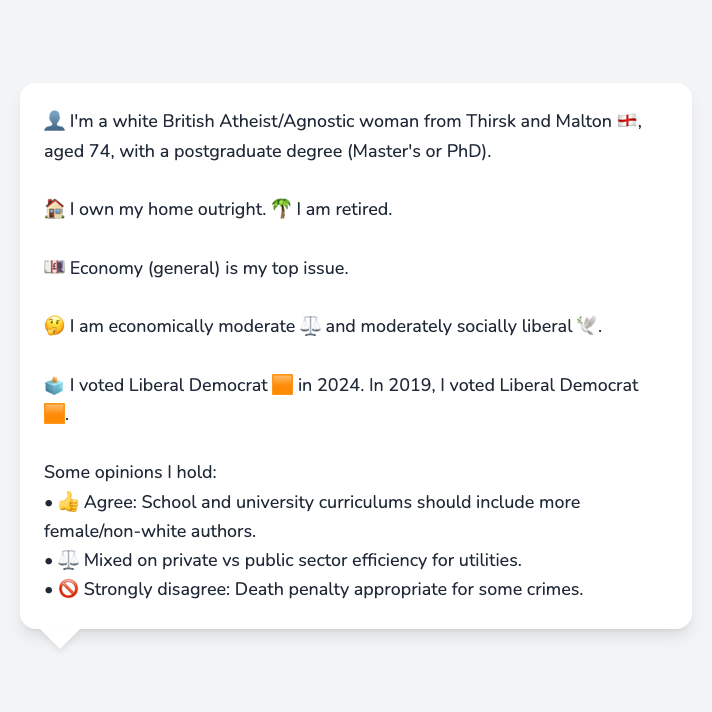 👤 I'm a white British Atheist/Agnostic woman from Thirsk and Malton 🏴󠁧󠁢󠁥󠁮󠁧󠁿,
aged 74, with a postgraduate degree (Master's or PhD).
🏠 I own my home outright. 🌴 I am retired.
💷 Economy (general) is my top issue.
🤔 I am economically moderate ⚖️ and moderately socially liberal 🕊️.
🗳️ I voted Liberal Democrat 🟧 in 2024. In 2019, I voted Liberal Democrat
🟧.
Some opinions I hold:
• 👍 Agree: School and university curriculums should include more
female/non-white authors.
• ⚖️ Mixed on private vs public sector efficiency for utilities.
• 🚫 Strongly disagree: Death penalty appropriate for some crimes.